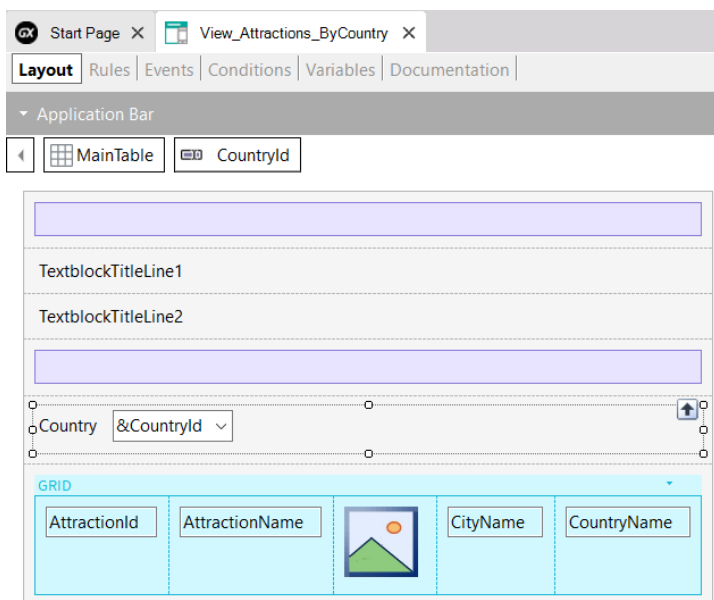 GX Start Page View_Attractions_ByCountry
Layout Rules Events Conditions Variables Documentation
Application Bar
MainTable CountryId
TextblockTitleLine1
TextblockTitleLine2
Country &CountryId
GRID
AttractionId AttractionName CityName CountryName